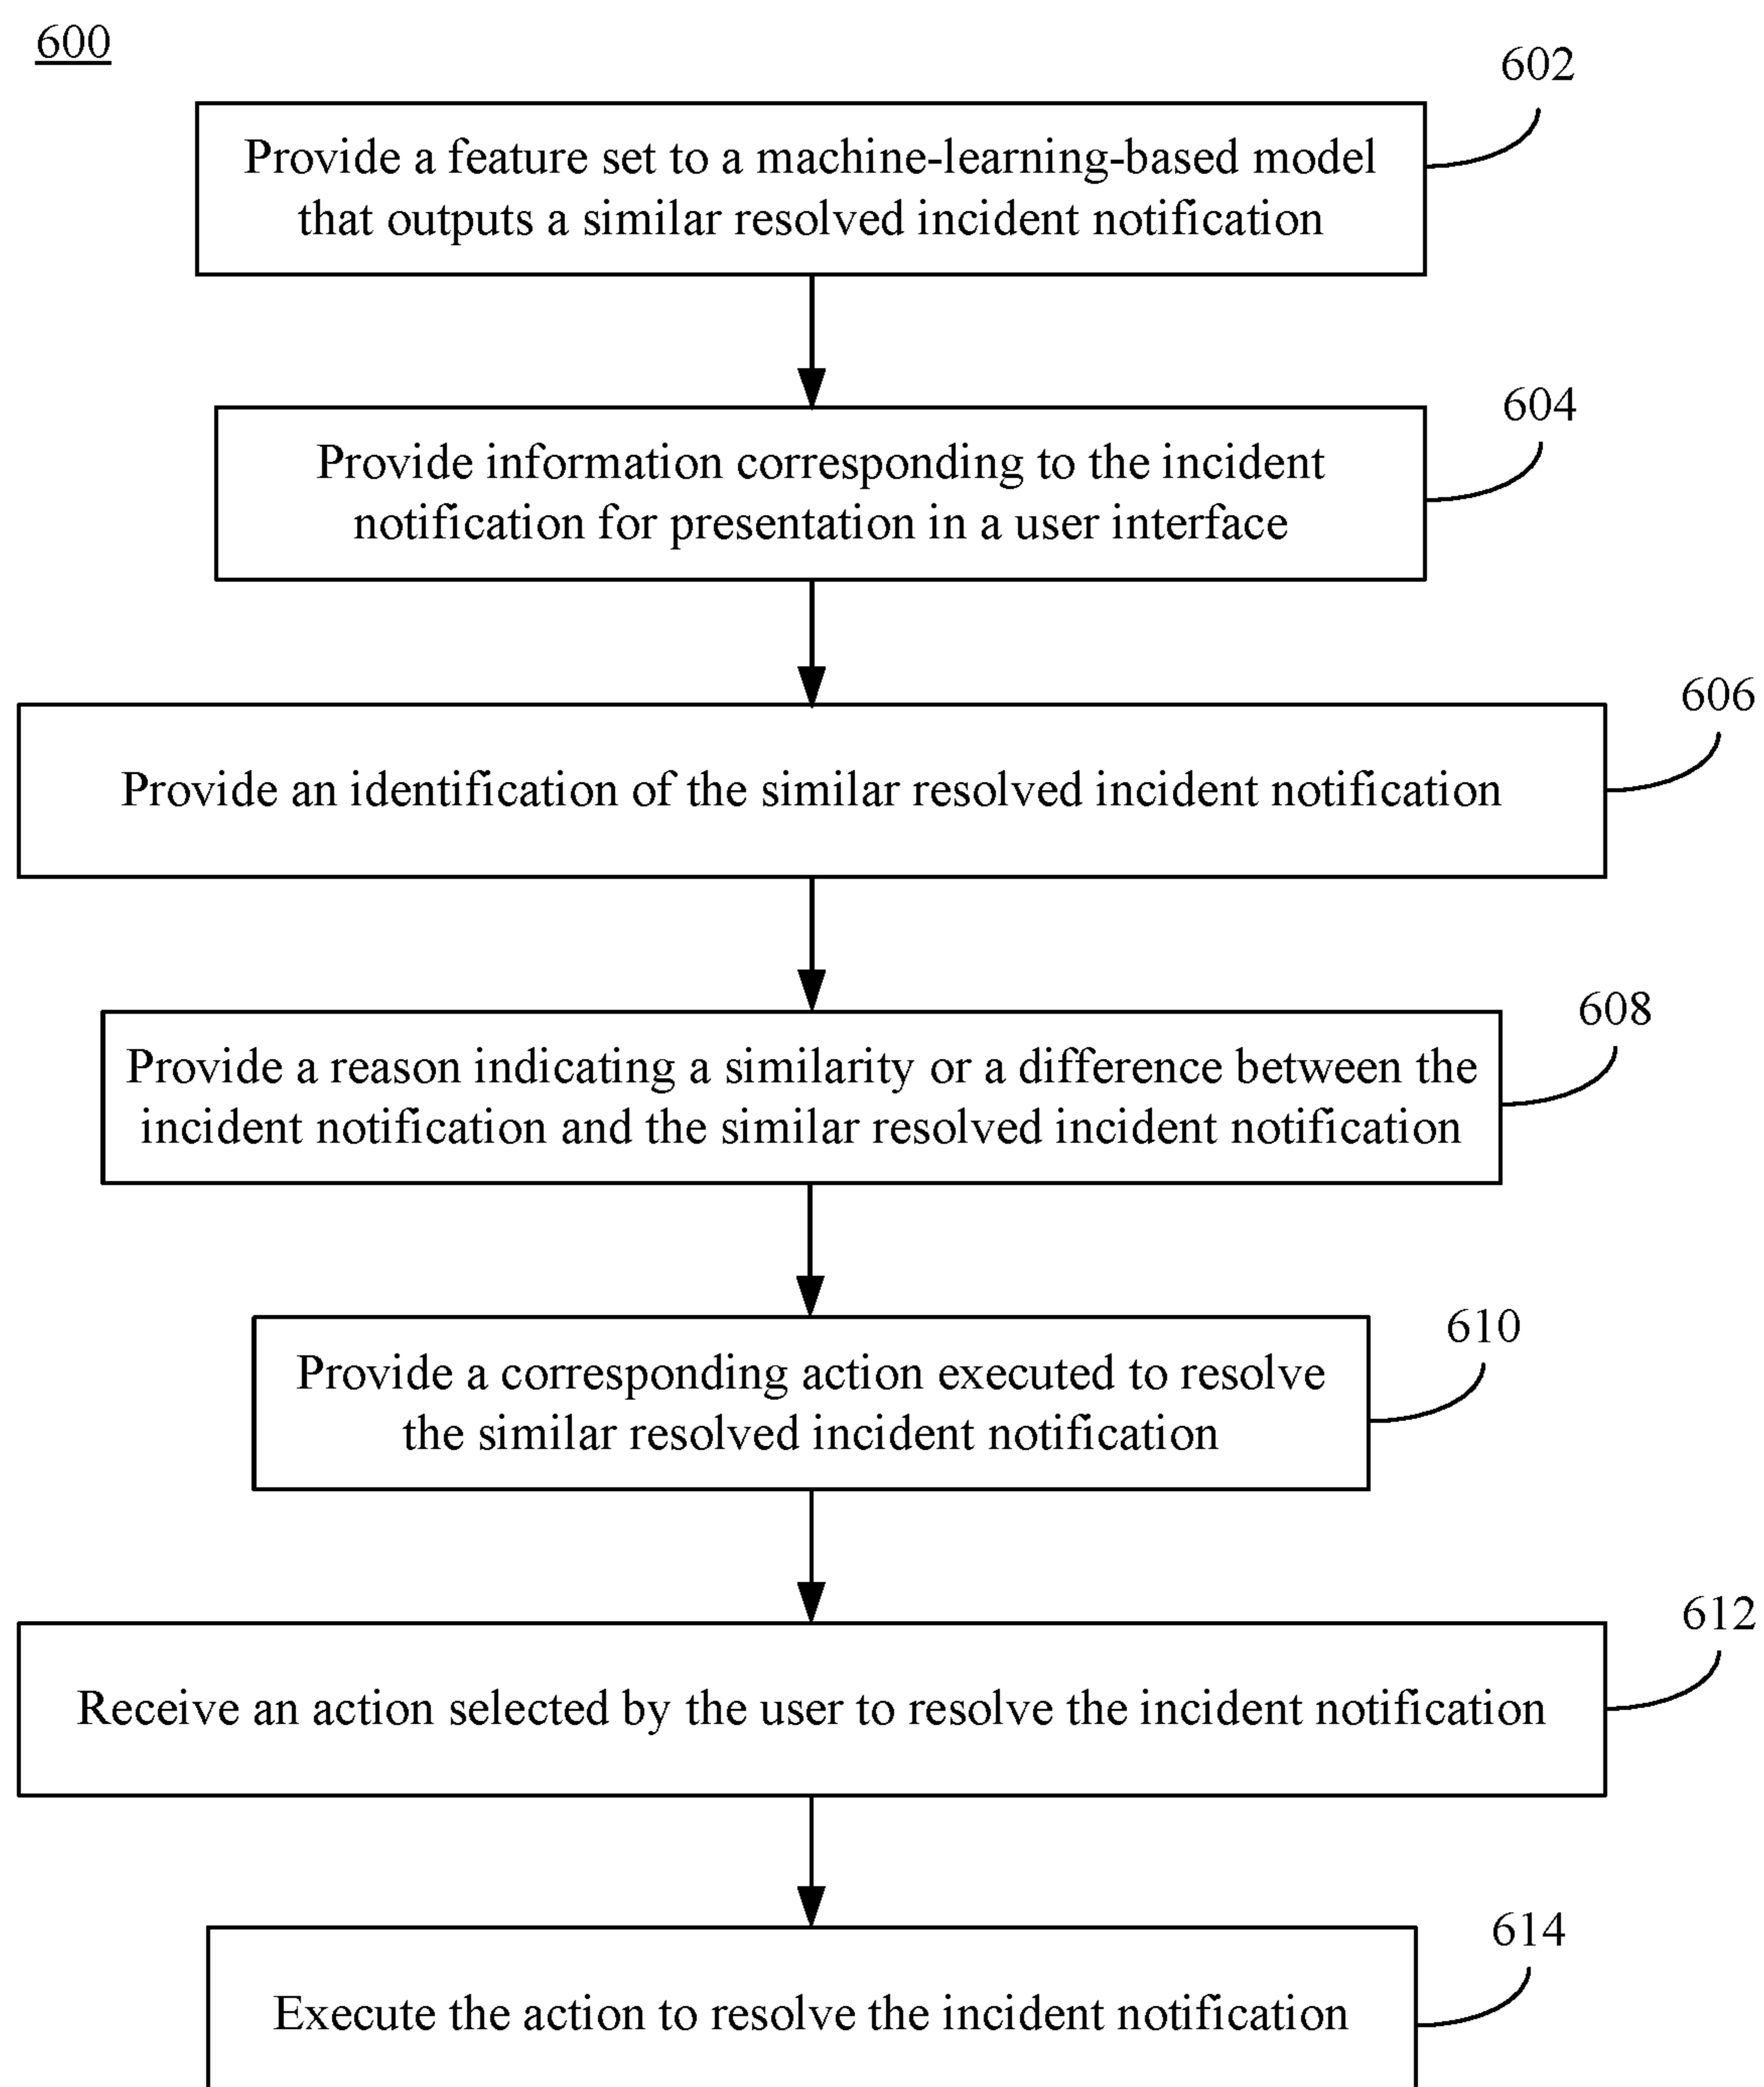 600
602
Provide a feature set to a machine-learning-based model
that outputs a similar resolved incident notification
604
Provide information corresponding to the incident
notification for presentation in a user interface
606
Provide an identification of the similar resolved incident notification
608
Provide a reason indicating a similarity or a difference between the
incident notification and the similar resolved incident notification
610
Provide a corresponding action executed to resolve
the similar resolved incident notification
612
Receive an action selected by the user to resolve the incident notification
614
Execute the action to resolve the incident notification